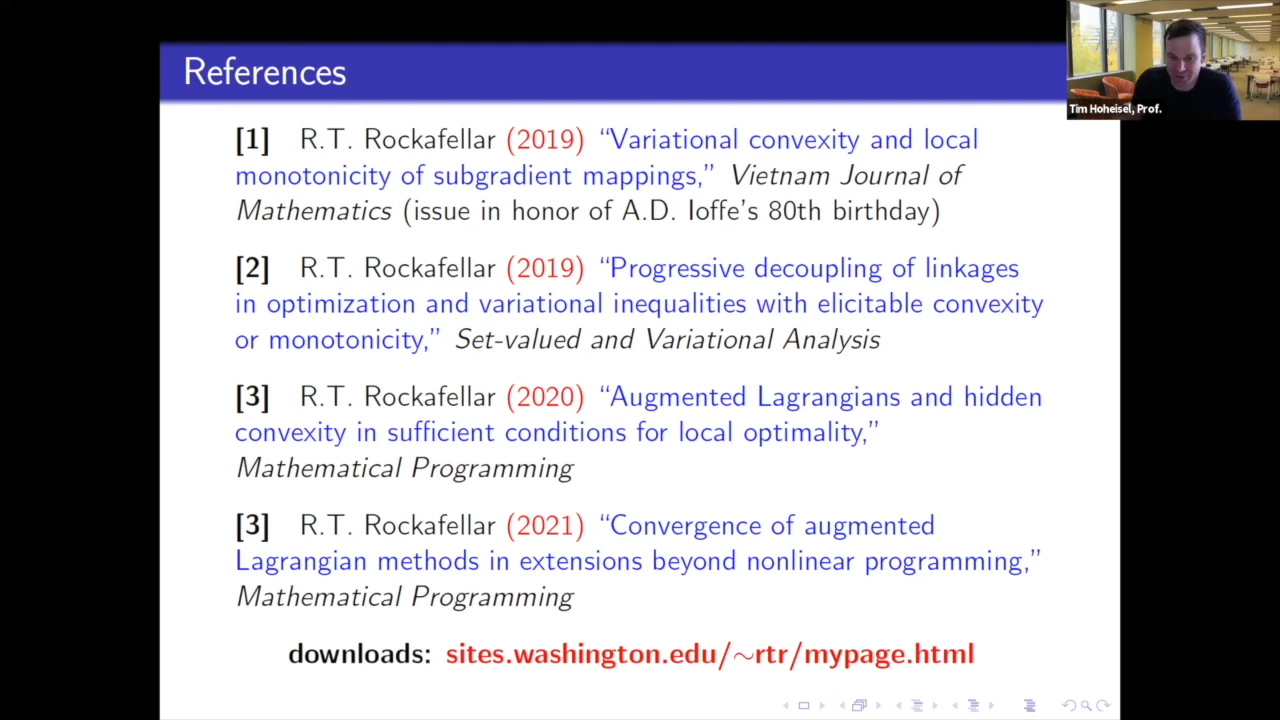 References
Tim Hoheisel, Prof.
[1] R.T. Rockafellar (2019) “Variational convexity and local
monotonicity of subgradient mappings,” Vietnam Journal of
Mathematics (issue in honor of A.D. Ioffe’s 80th birthday)
[2] R.T. Rockafellar (2019) “Progressive decoupling of linkages
in optimization and variational inequalities with elicitable convexity
or monotonicity,” Set-valued and Variational Analysis
[3] R.T. Rockafellar (2020) “Augmented Lagrangians and hidden
convexity in sufficient conditions for local optimality,”
Mathematical Programming
[3] R.T. Rockafellar (2021) “Convergence of augmented
Lagrangian methods in extensions beyond nonlinear programming,”
Mathematical Programming
downloads: sites.washington.edu/∼rtr/mypage.html